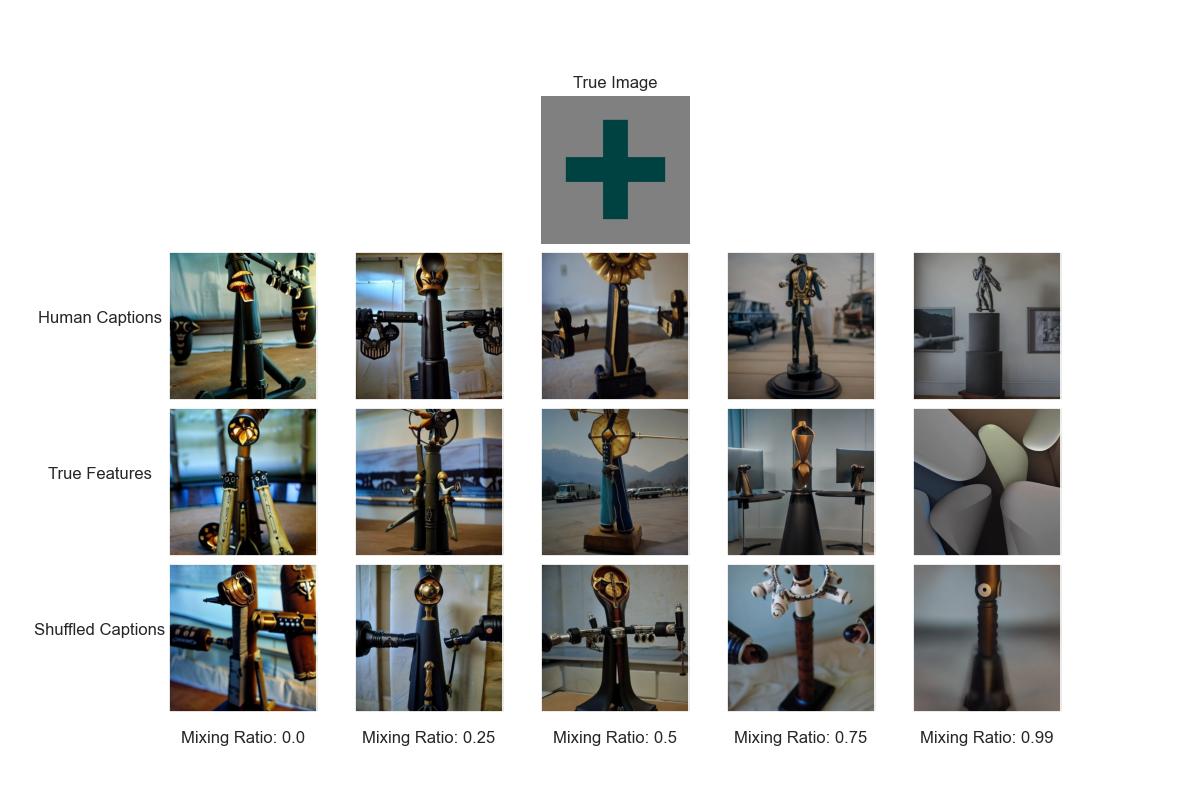 True Image
Human Captions
True Features
Shuffled Captions
Mixing Ratio: 0.0
Mixing Ratio: 0.25
Mixing Ratio: 0.5
Mixing Ratio: 0.75
Mixing Ratio: 0.99